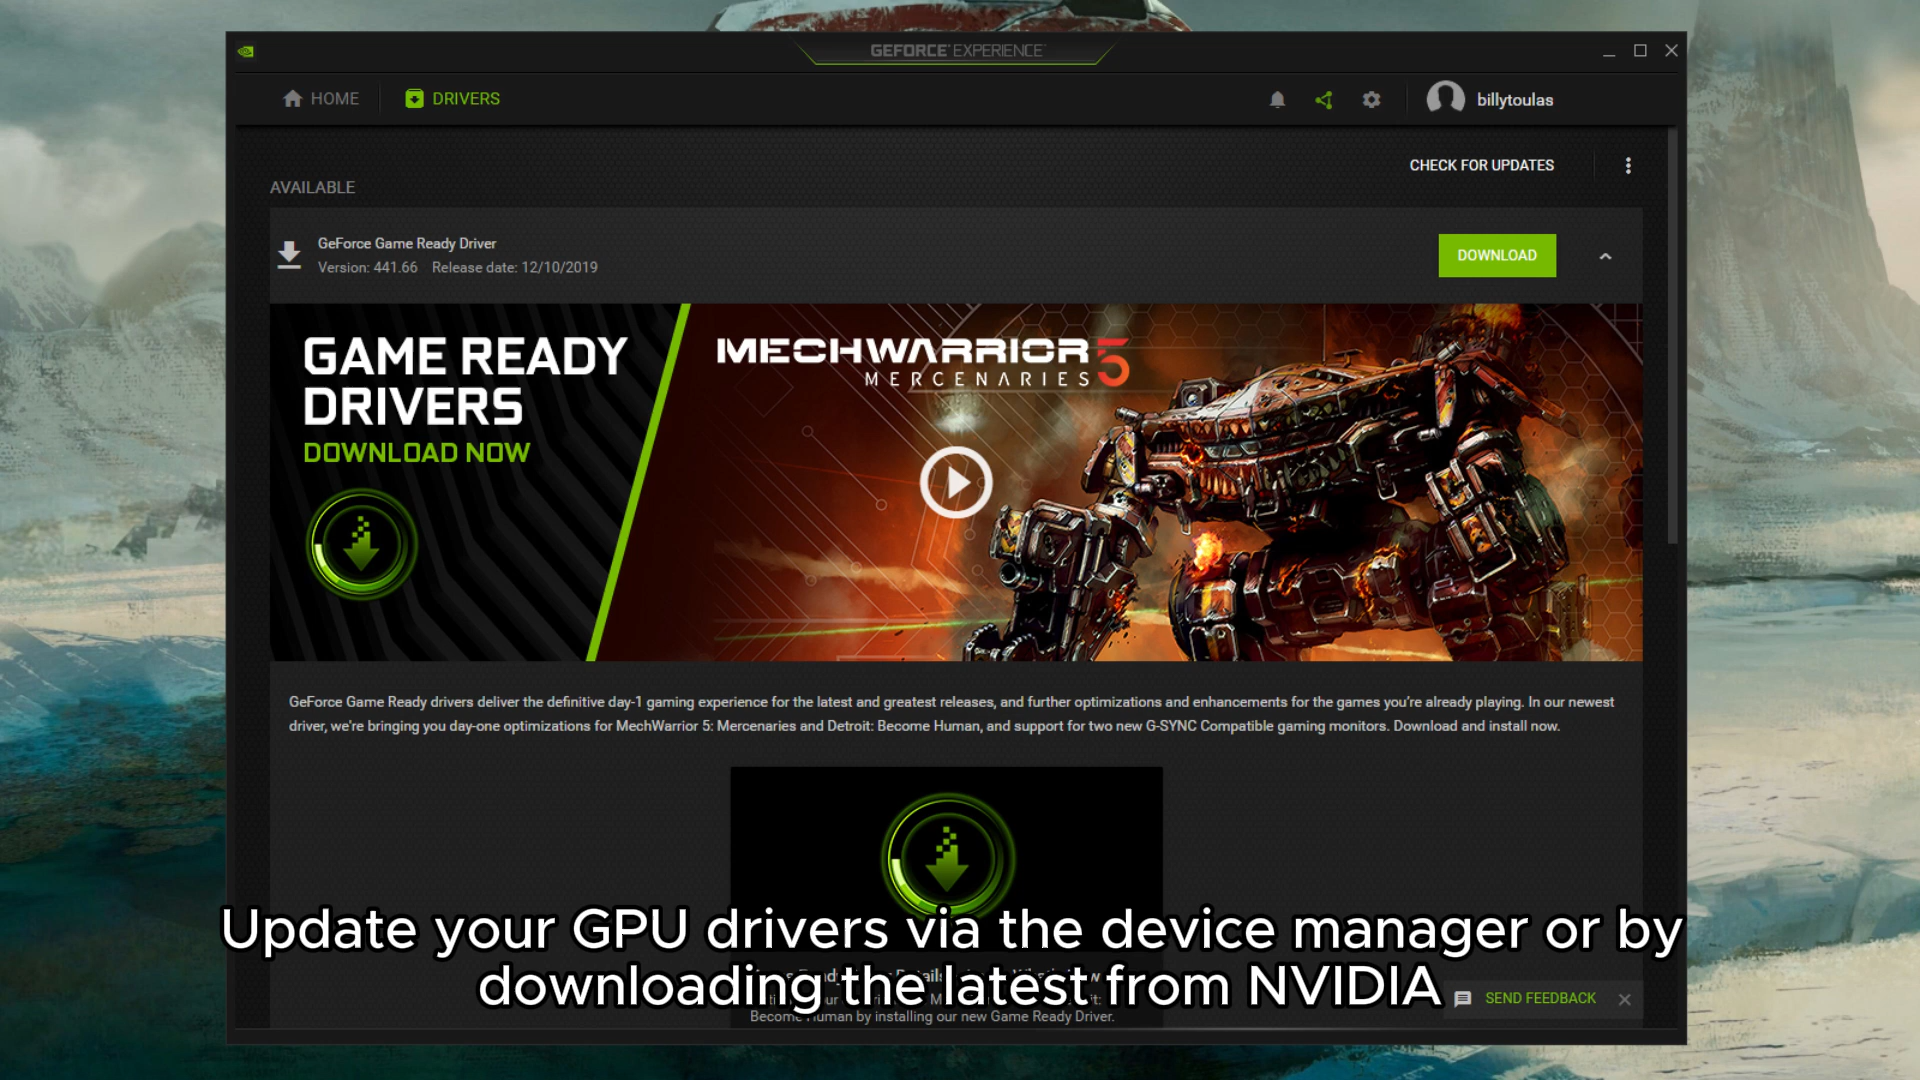 GEFORCE EXPERIENCE
HOME
DRIVERS
billytoulas
CHECK FOR UPDATES
AVAILABLE
GeForce Game Ready Driver
Version: 441.66 Release date: 12/10/2019
DOWNLOAD
GAME READY
DRIVERS
DOWNLOAD NOW
MECHWARRIOR 5
MERCENARIES
GeForce Game Ready drivers deliver the definitive day-1 gaming experience for the latest and greatest releases, and further optimizations and enhancements for the games you're already playing. In our newest
driver, we're bringing you day-one optimizations for MechWarrior 5: Mercenaries and Detroit: Become Human, and support for two new G-SYNC Compatible gaming monitors. Download and install now.
Update your GPU drivers via the device manager or by
downloading the latest from NVIDIA
SEND FEEDBACK
Become Human by installing our new Game Ready Driver.